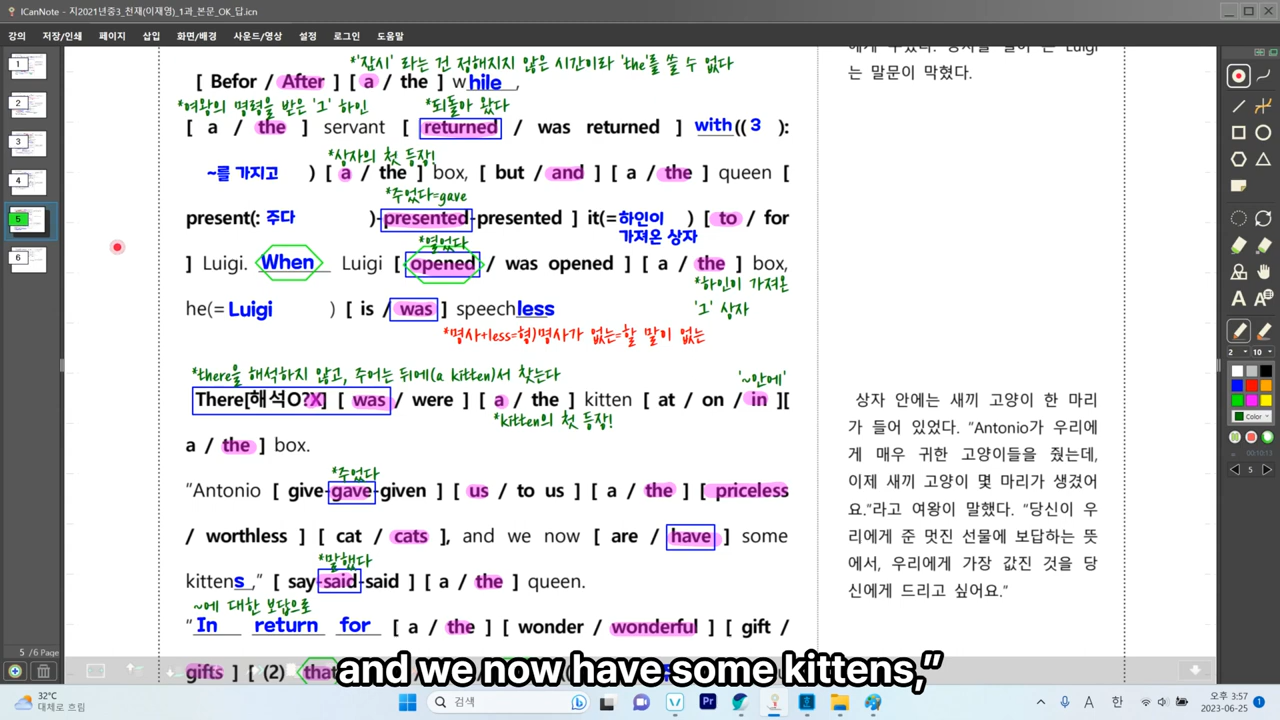 ICanNote - 지2021년중3_천재(이재영)_1과_본문_OK_답.icn
강의 저장/인쇄 페이지 삽입 화면/배경 사운드/영상 설정 로그인 도움말
*'잠시' 라는 건 정해지지 않은 시간이라 'the'를 쓸 수 없다
[ Befor / After ] [ a / the ] while,
*여왕의 명령을 받은 '그' 하인 *되돌아 왔다
[ a / the ] servant [ returned / was returned ] with(( 3 ):
*상자의 첫 등장!
~를 가지고 ) [ a / the ] box, [ but / and ] [ a / the ] queen [
*주었다=gave
present(: 주다 )-presented-presented ] it(=하인이 ) [ to / for
가져온 상자
*열었다
] Luigi. When Luigi [ opened / was opened ] [ a / the ] box,
*하인이 가져온
he(= Luigi ) [ is / was ] speechless '그' 상자
*명사+less=형)명사가 없는=할 말이 없는
*there을 해석하지 않고, 주어는 뒤에(a kitten)서 찾는다 '~안에'
There[해석O?X] [ was / were ] [ a / the ] kitten [ at / on / in ][
*kitten의 첫 등장!
a / the ] box.
*주었다
"Antonio [ give-gave-given ] [ us / to us ] [ a / the ] [ priceless
/ worthless ] [ cat / cats ], and we now [ are / have ] some
*말했다
kittens," [ say-said-said ] [ a / the ] queen.
~에 대한 보답으로
"In return for [ a / the ] [ wonder / wonderful ] [ gift /
gifts ] [ (2) that
는 말문이 막혔다.
상자 안에는 새끼 고양이 한 마리
가 들어 있었다. "Antonio가 우리에
게 매우 귀한 고양이들을 줬는데,
이제 새끼 고양이 몇 마리가 생겼어
요."라고 여왕이 말했다. "당신이 우
리에게 준 멋진 선물에 보답하는 뜻
에서, 우리에게 가장 값진 것을 당
신에게 드리고 싶어요."
and we now have some kittens,"
1
2
3
4
5
6
5 /6 Page
2 10
Color
00:10:13
5
32°C
대체로 흐림
검색
A 한
오후 3:57
2023-06-25